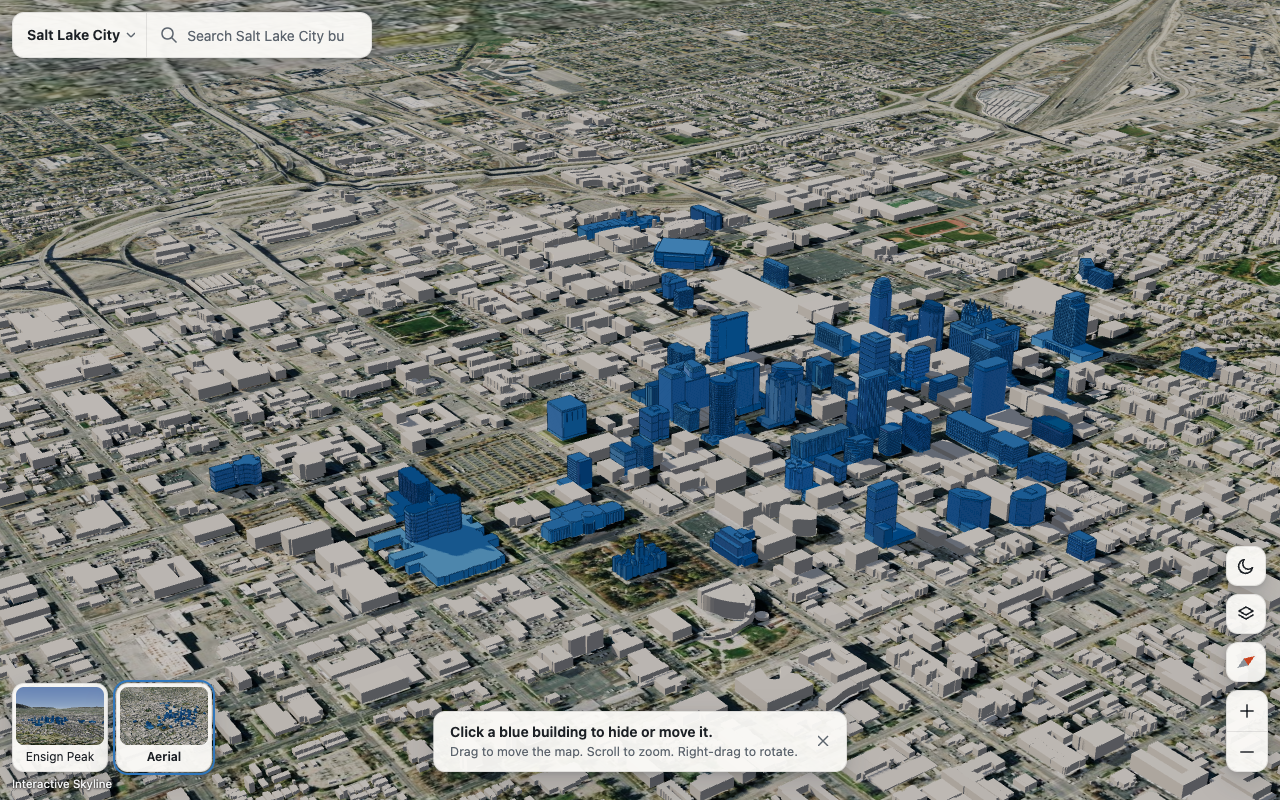 Salt Lake City
Search Salt Lake City bu
Ensign Peak
Aerial
Interactive Skyline
Click a blue building to hide or move it.
Drag to move the map. Scroll to zoom. Right-drag to rotate.